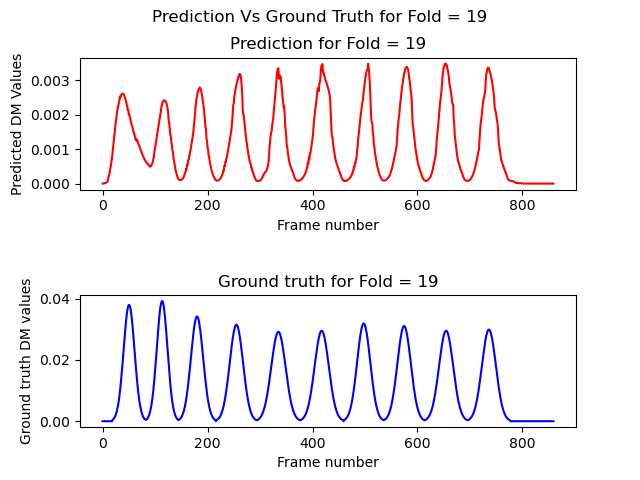 Prediction Vs Ground Truth for Fold = 19
Prediction for Fold = 19
Predicted DM Values
0.003
0.002
0.001
0.000
0 200 400 600 800
Frame number
Ground truth for Fold = 19
Ground truth DM values
0.04
0.02
0.00
0 200 400 600 800
Frame number